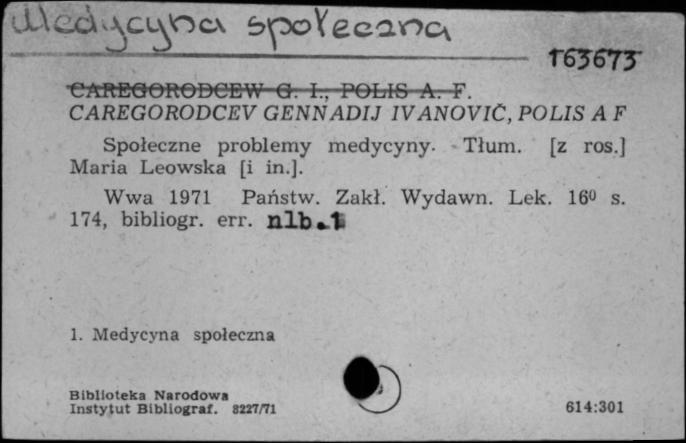 Medycyna społeczna
163673
CAREGORODCEW G. I., POLIS A. F.
CAREGORODCEV GENNADIJ IVANOVIČ, POLIS A F
Społeczne problemy medycyny. Tłum. [z ros.]
Maria Leowska [i in.].
Wwa 1971 Państw. Zakł. Wydawn. Lek. 16⁰ s.
174, bibliogr. err. nlb.1
1. Medycyna społeczna
Biblioteka Narodowa
Instytut Bibliograf. 8227/71
614:301